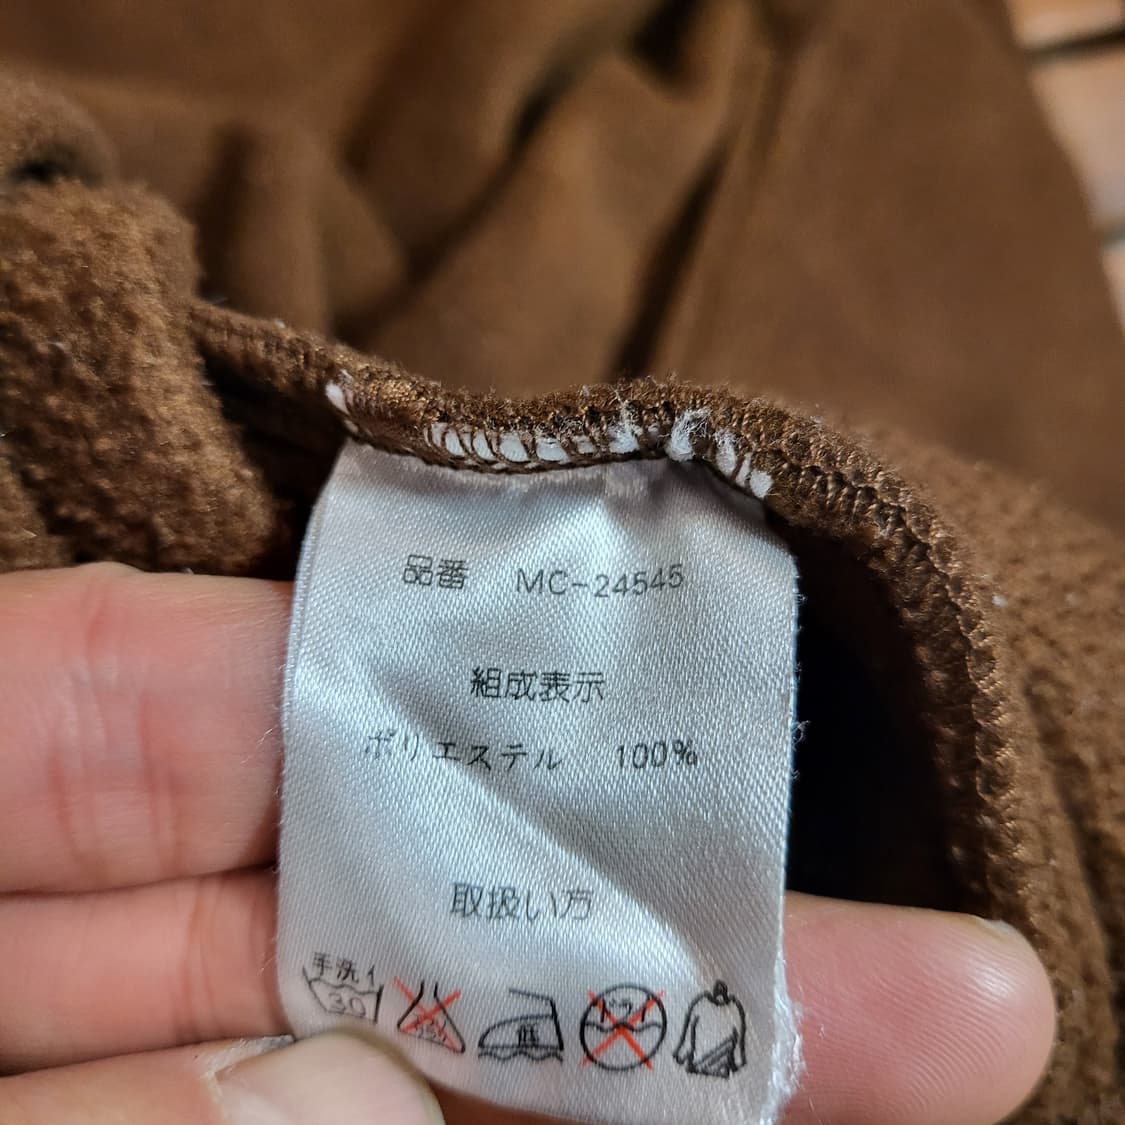 品番 MC-24545
組成表示
ポリエステル 100%
取扱い方
手洗イ
30 低